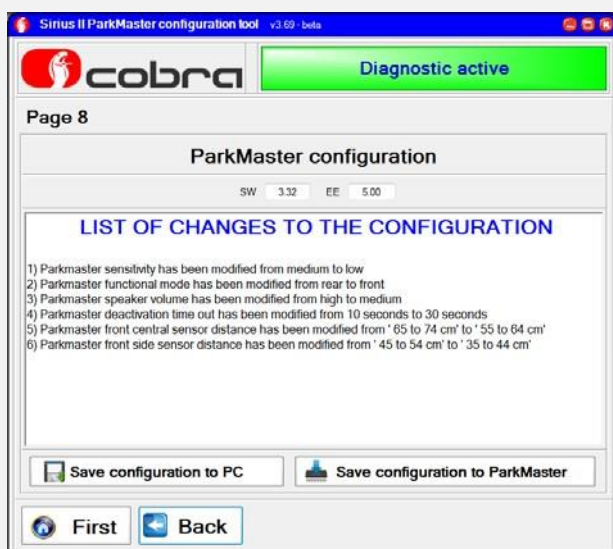 Sirius II ParkMaster configuration tool v3.69 - beta
cobra
Diagnostic active
Page 8
ParkMaster configuration
SW 3.32 EE 5.00
LIST OF CHANGES TO THE CONFIGURATION
1) Parkmaster sensitivity has been modified from medium to low
2) Parkmaster functional mode has been modified from rear to front
3) Parkmaster speaker volume has been modified from high to medium
4) Parkmaster deactivation time out has been modified from 10 seconds to 30 seconds
5) Parkmaster front central sensor distance has been modified from ' 65 to 74 cm' to ' 55 to 64 cm'
6) Parkmaster front side sensor distance has been modified from ' 45 to 54 cm' to ' 35 to 44 cm'
Save configuration to PC
Save configuration to ParkMaster
First
Back